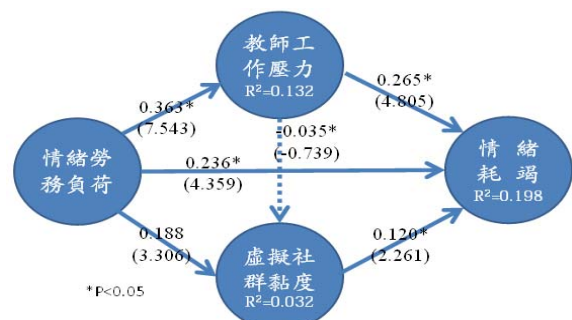 教師工
作壓力
R²=0.132
0.363*
(7.543)
0.265*
(4.805)
-0.035*
(-0.739)
情緒勞
務負荷
0.236*
(4.359)
情 緒
耗 竭
R²=0.198
0.188
(3.306)
虛擬社
群黏度
R²=0.032
0.120*
(2.261)
*P<0.05